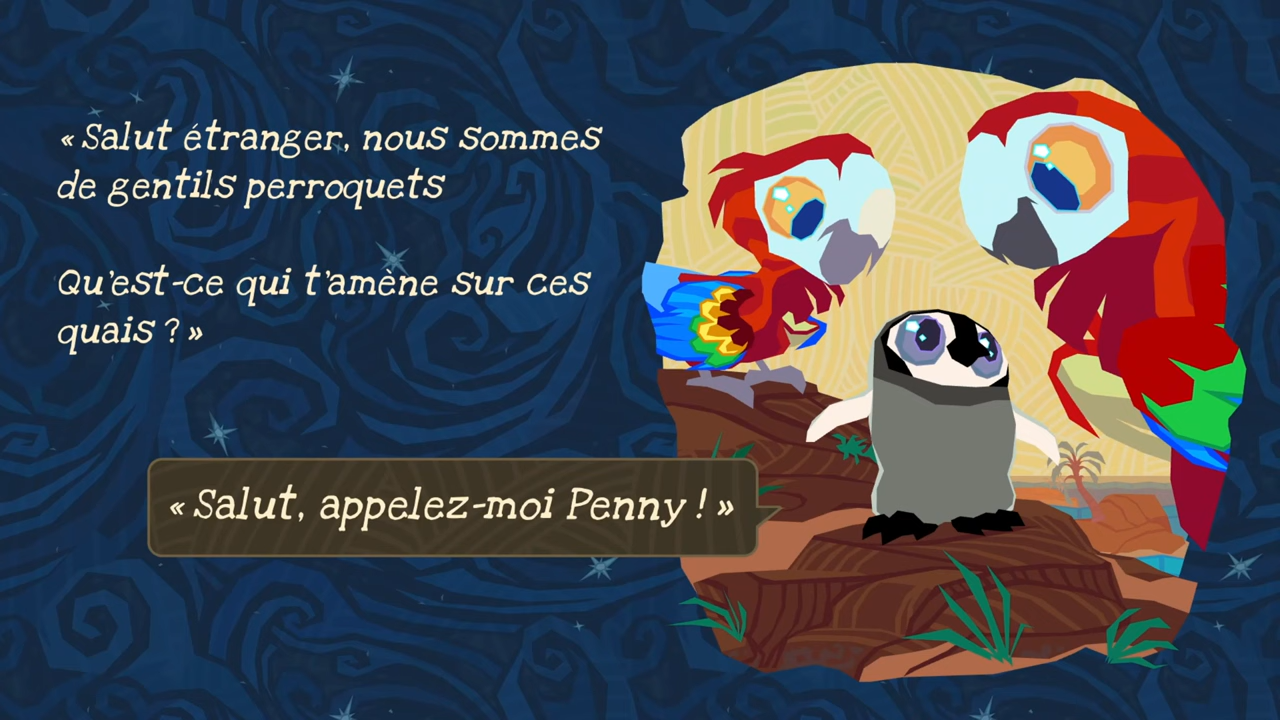 « Salut étranger, nous sommes
de gentils perroquets
Qu'est-ce qui t'amène sur ces
quais ? »
« Salut, appelez-moi Penny ! »